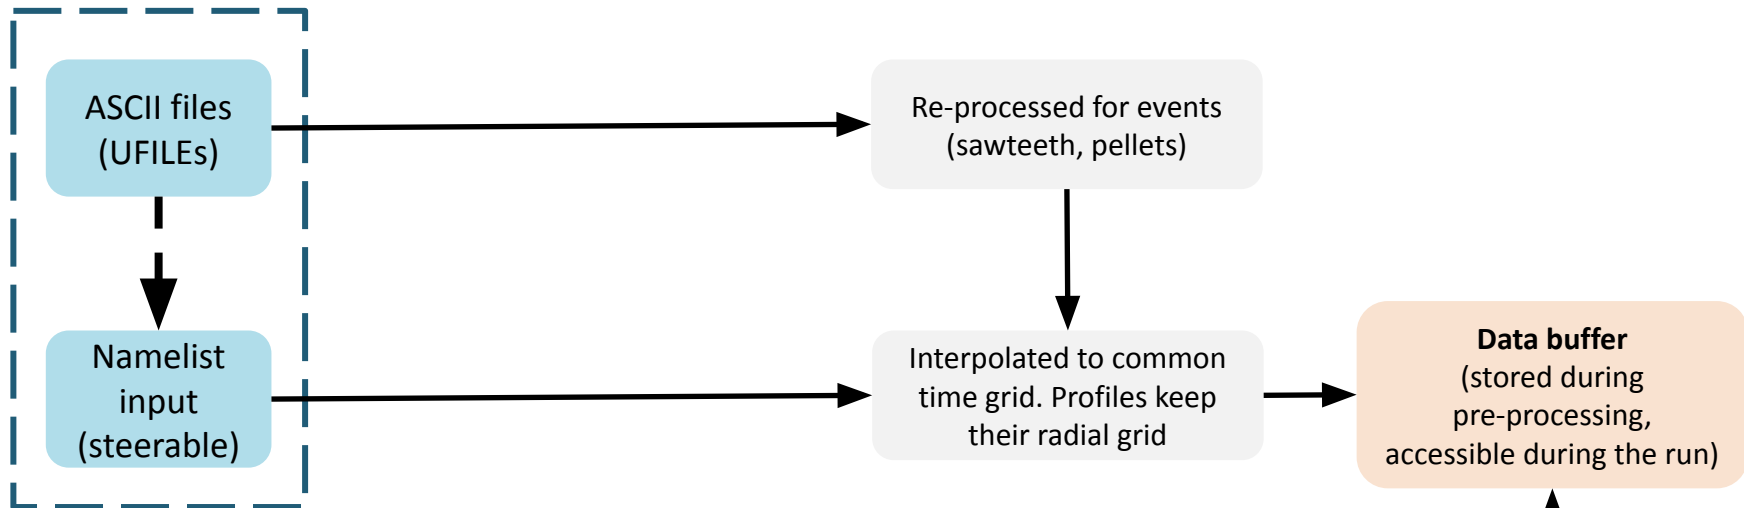 ASCII files
(UFILEs)
Re-processed for events
(sawteeth, pellets)
Namelist
input
(steerable)
Interpolated to common
time grid. Profiles keep
their radial grid
Data buffer
(stored during
pre-processing,
accessible during the run)